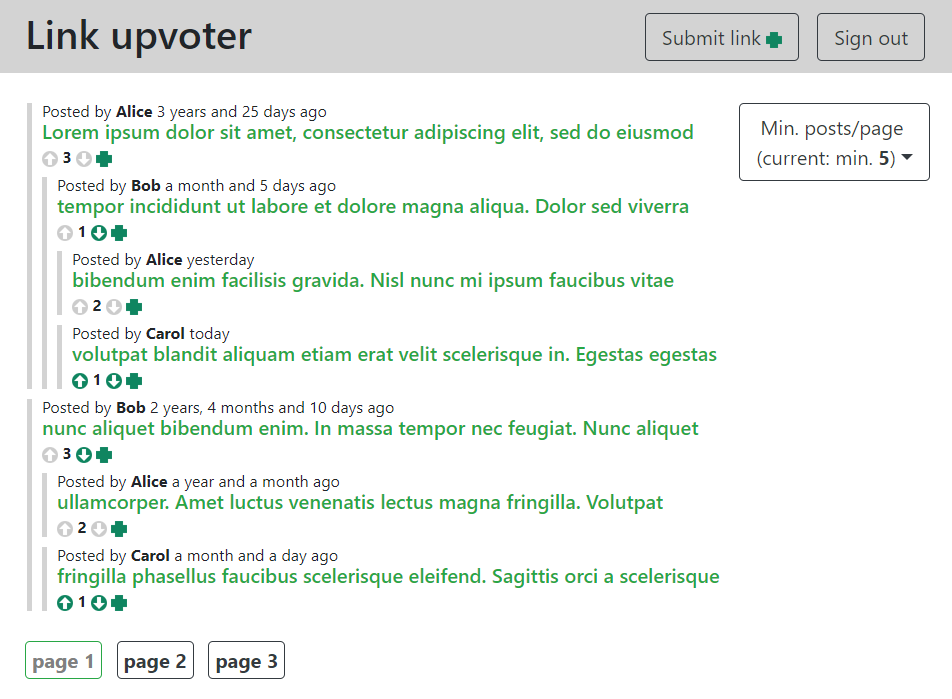 Link upvoter
Submit link
Sign out
Posted by Alice 3 years and 25 days ago
Lorem ipsum dolor sit amet, consectetur adipiscing elit, sed do eiusmod
3
Posted by Bob a month and 5 days ago
tempor incididunt ut labore et dolore magna aliqua. Dolor sed viverra
1
Posted by Alice yesterday
bibendum enim facilisis gravida. Nisl nunc mi ipsum faucibus vitae
2
Posted by Carol today
volutpat blandit aliquam etiam erat velit scelerisque in. Egestas egestas
1
Posted by Bob 2 years, 4 months and 10 days ago
nunc aliquet bibendum enim. In massa tempor nec feugiat. Nunc aliquet
3
Posted by Alice a year and a month ago
ullamcorper. Amet luctus venenatis lectus magna fringilla. Volutpat
2
Posted by Carol a month and a day ago
fringilla phasellus faucibus scelerisque eleifend. Sagittis orci a scelerisque
1
Min. posts/page
(current: min. 5)
page 1
page 2
page 3